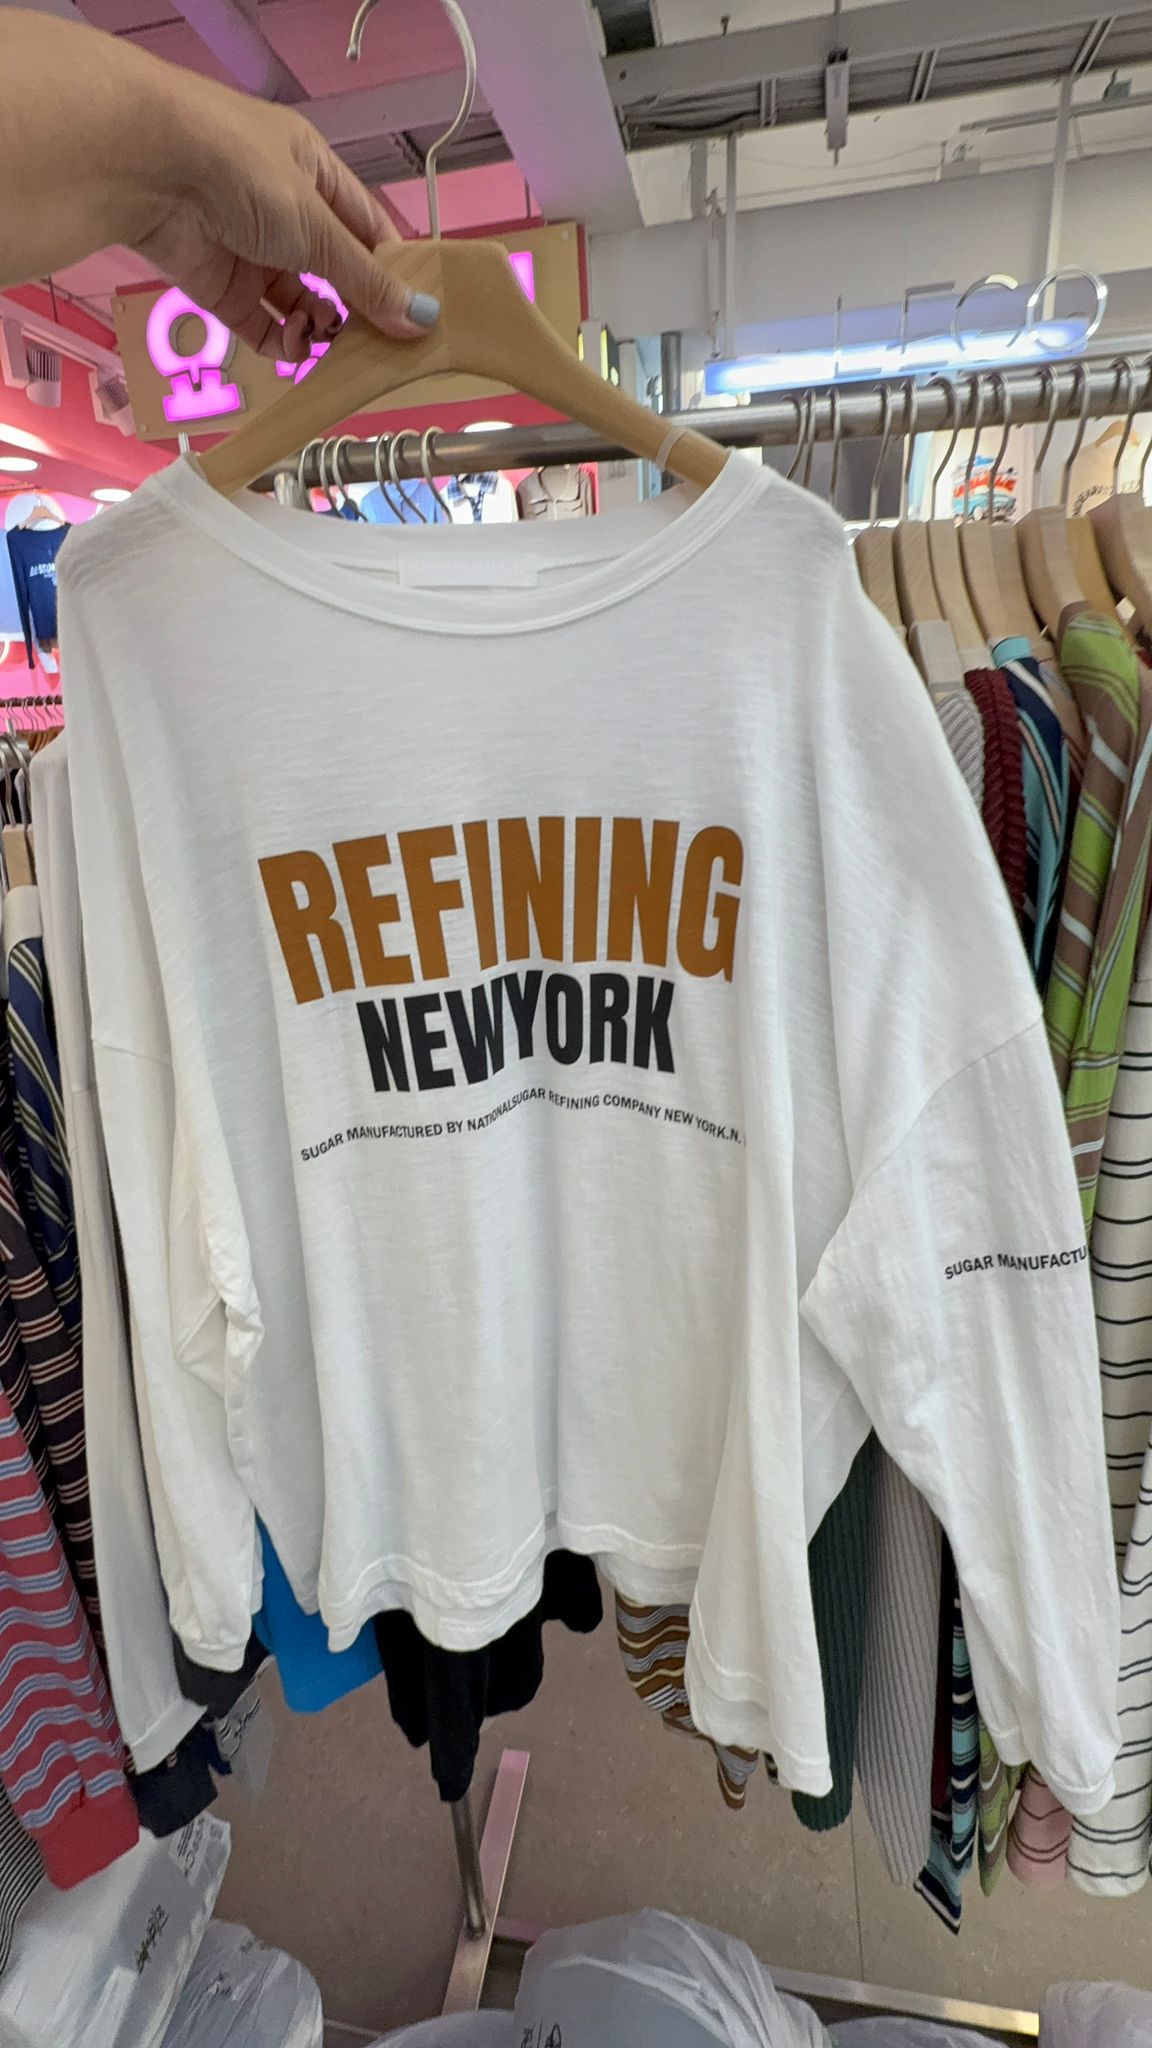 REFINING
NEWYORK
SUGAR MANUFACTURED BY NATIONALSUGAR REFINING COMPANY NEW YORK.N.
SUGAR MANUFACTU